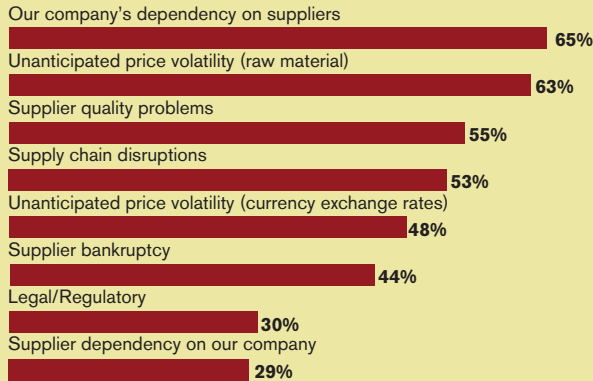 Our company's dependency on suppliers
65%
Unanticipated price volatility (raw material)
63%
Supplier quality problems
55%
Supply chain disruptions
53%
Unanticipated price volatility (currency exchange rates)
48%
Supplier bankruptcy
44%
Legal/Regulatory
30%
Supplier dependency on our company
29%